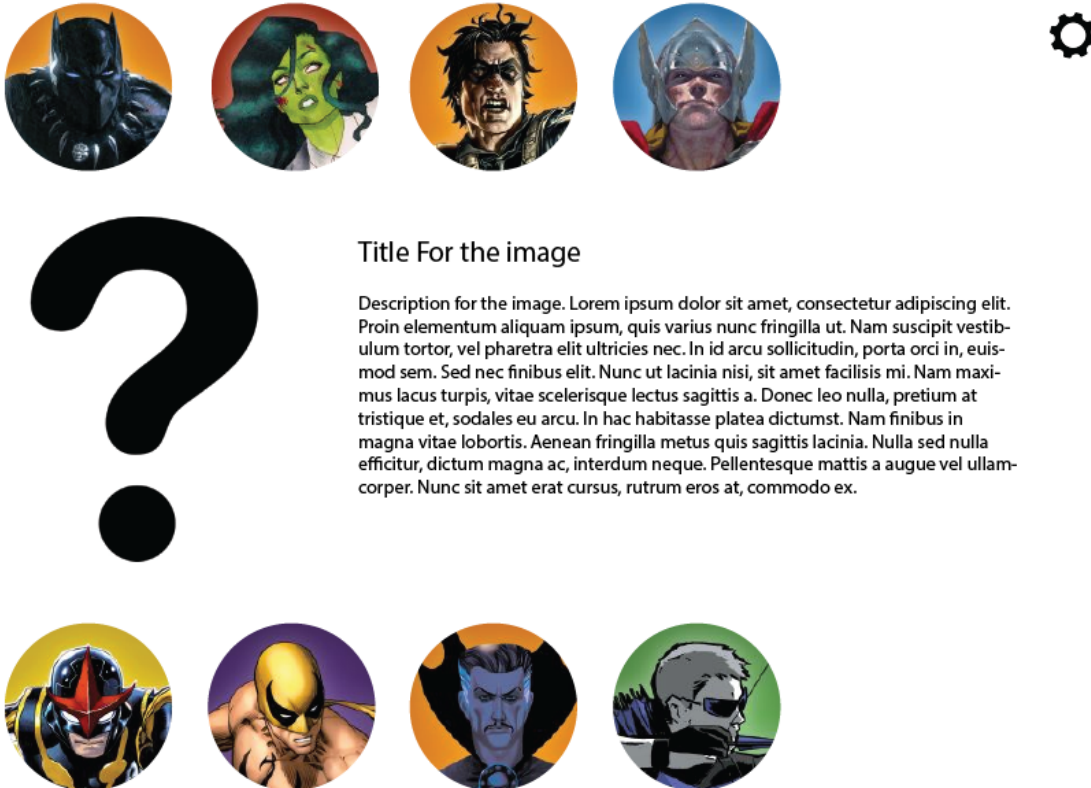 Title For the image
Description for the image. Lorem ipsum dolor sit amet, consectetur adipiscing elit.
Proin elementum aliquam ipsum, quis varius nunc fringilla ut. Nam suscipit vestib-
ulum tortor, vel pharetra elit ultricies nec. In id arcu sollicitudin, porta orci in, euis-
mod sem. Sed nec finibus elit. Nunc ut lacinia nisi, sit amet facilisis mi. Nam maxi-
mus lacus turpis, vitae scelerisque lectus sagittis a. Donec leo nulla, pretium at
tristique et, sodales eu arcu. In hac habitasse platea dictumst. Nam finibus in
magna vitae lobortis. Aenean fringilla metus quis sagittis lacinia. Nulla sed nulla
efficitur, dictum magna ac, interdum neque. Pellentesque mattis a augue vel ullam-
corper. Nunc sit amet erat cursus, rutrum eros at, commodo ex.
?